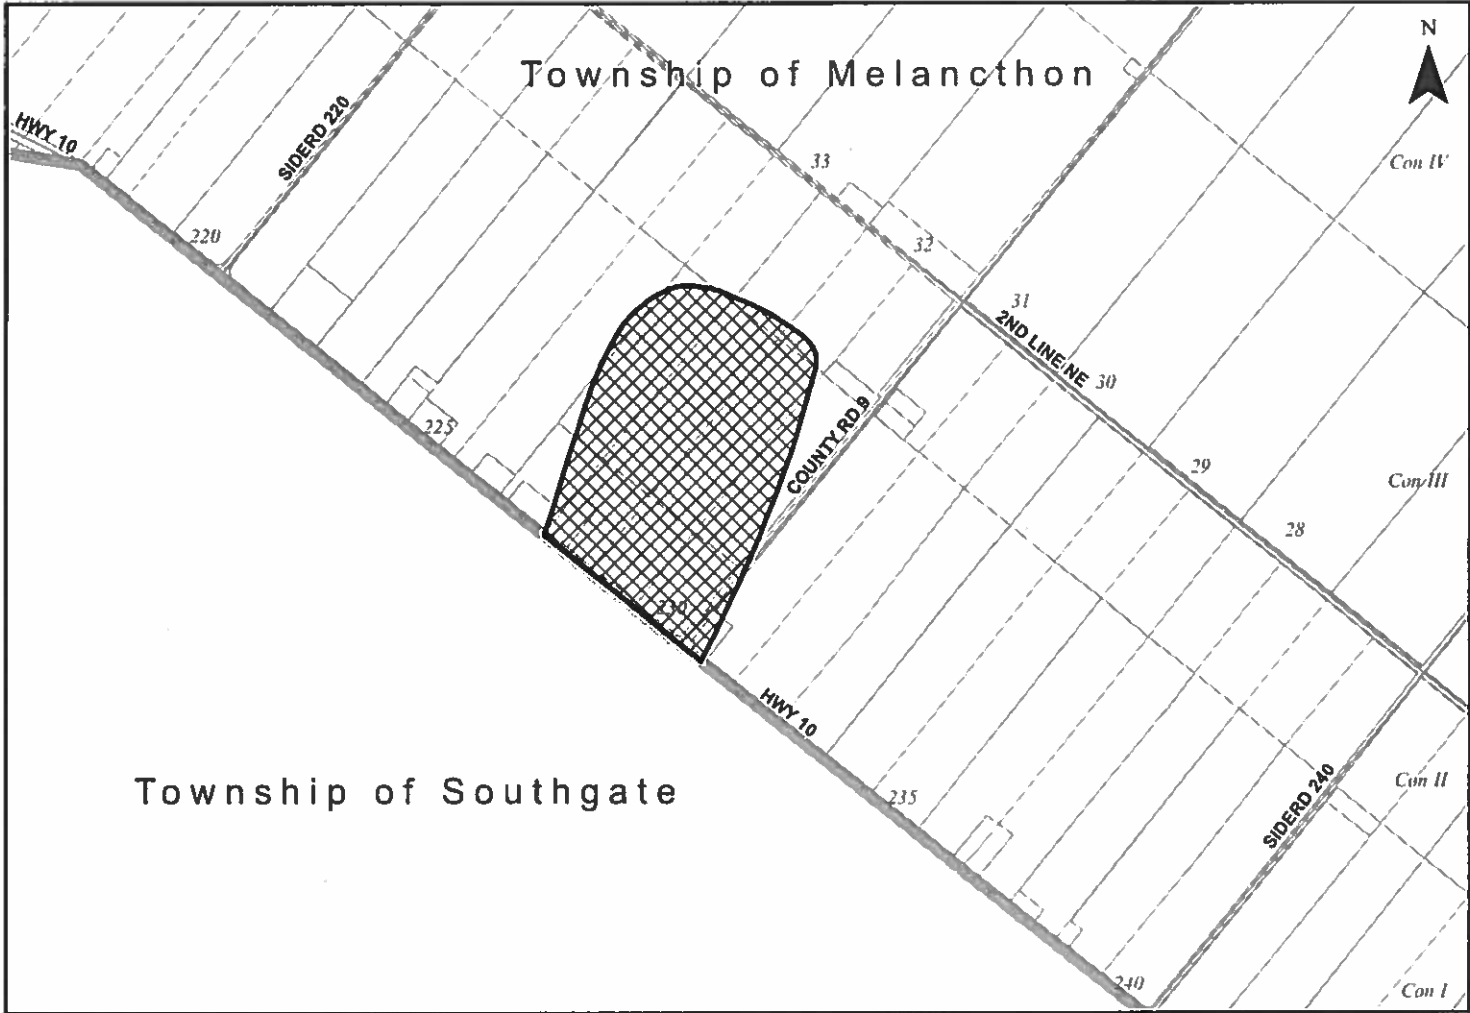 N
Township of Melancthon
HWY 10
SIDERD 220
33
Con IV
220
32
31
2ND LINE NE
30
COUNTY RD 9
225
29
Con III
28
230
HWY 10
Township of Southgate
235
SIDERD 240
Con II
240
Con I